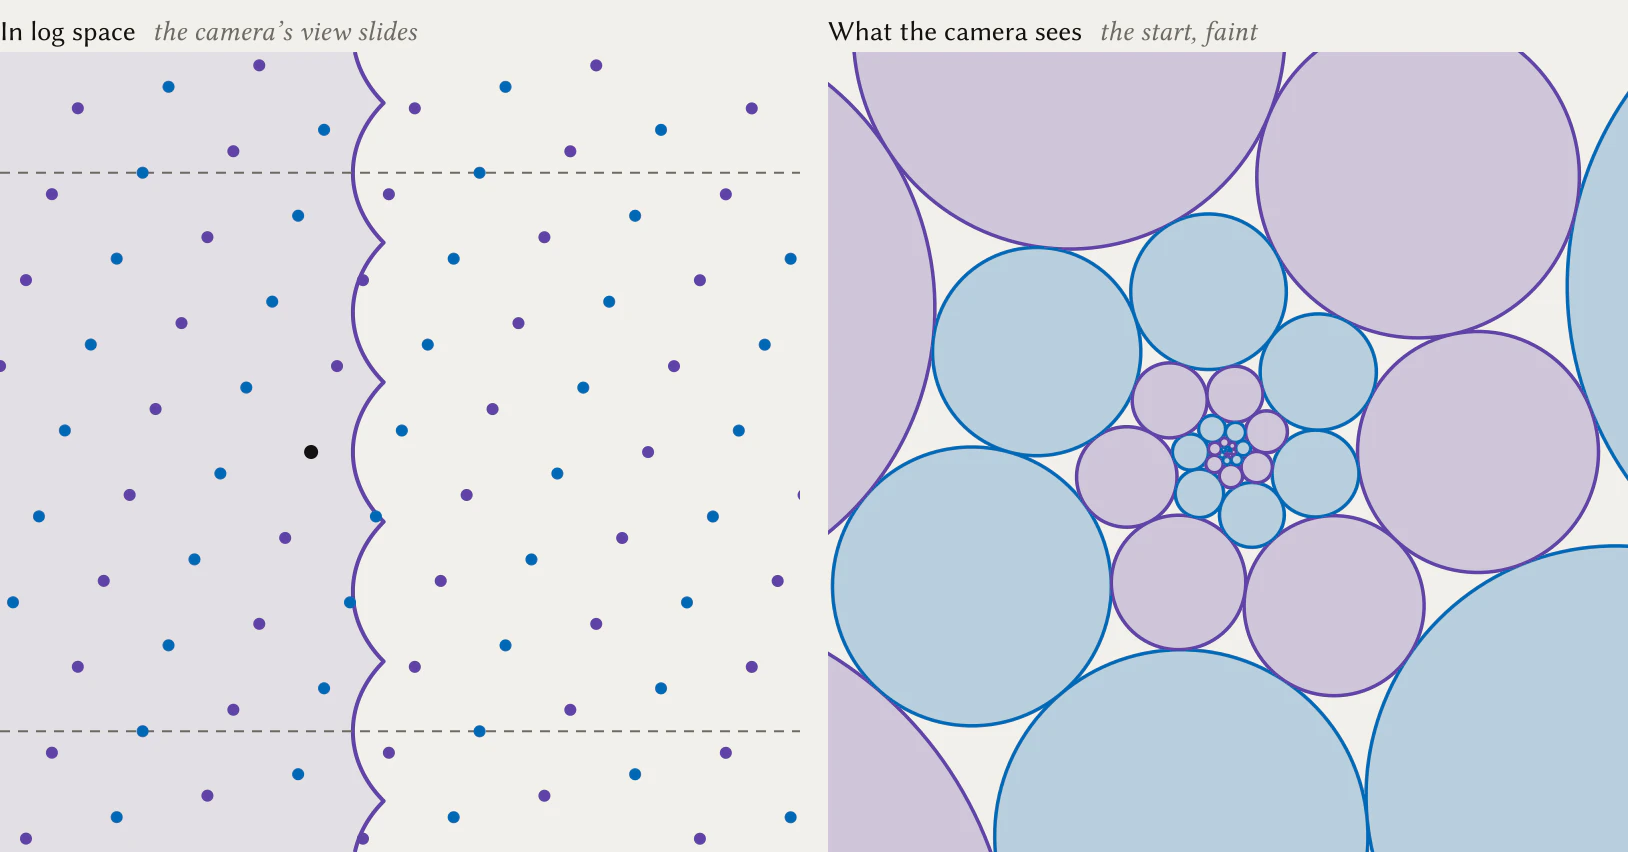 In log space the camera’s view slides
What the camera sees the start, faint